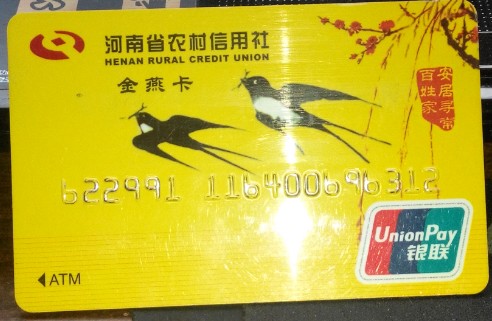 河南省农村信用社
HENAN RURAL CREDIT UNION
金燕卡
安居寻常
百姓家
622991 116400696312
UnionPay
银联
ATM